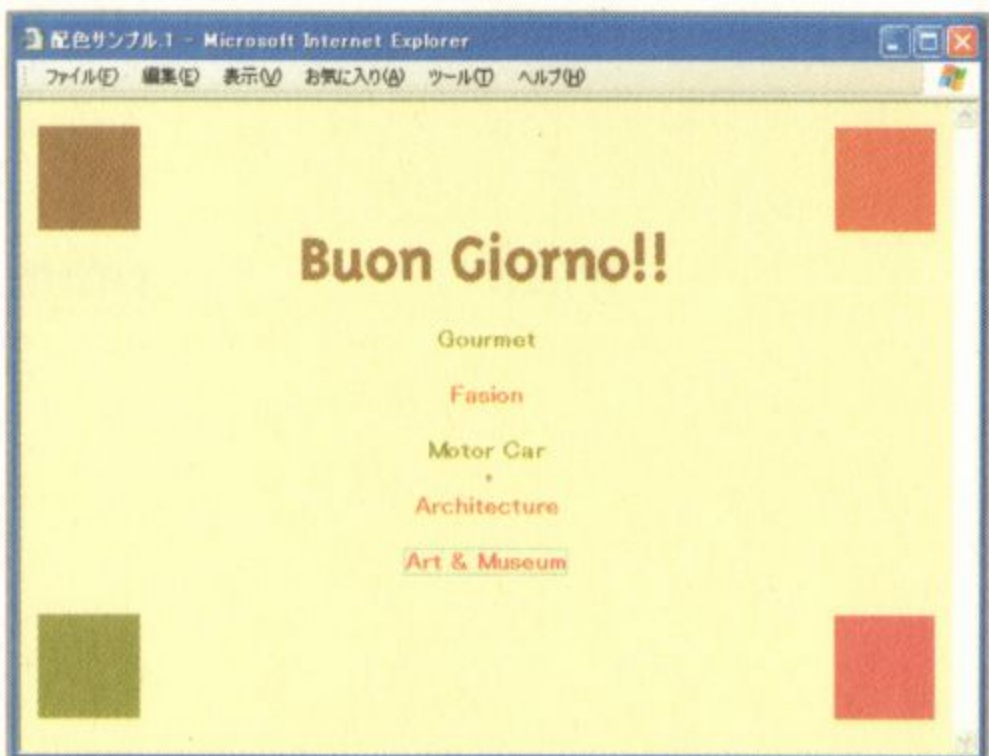 配色サンプル.1 - Microsoft Internet Explorer
ファイル(F) 編集(E) 表示(V) お気に入り(A) ツール(T) ヘルプ(H)
Buon Giorno!!
Gourmet
Fasion
Motor Car
Architecture
Art & Museum